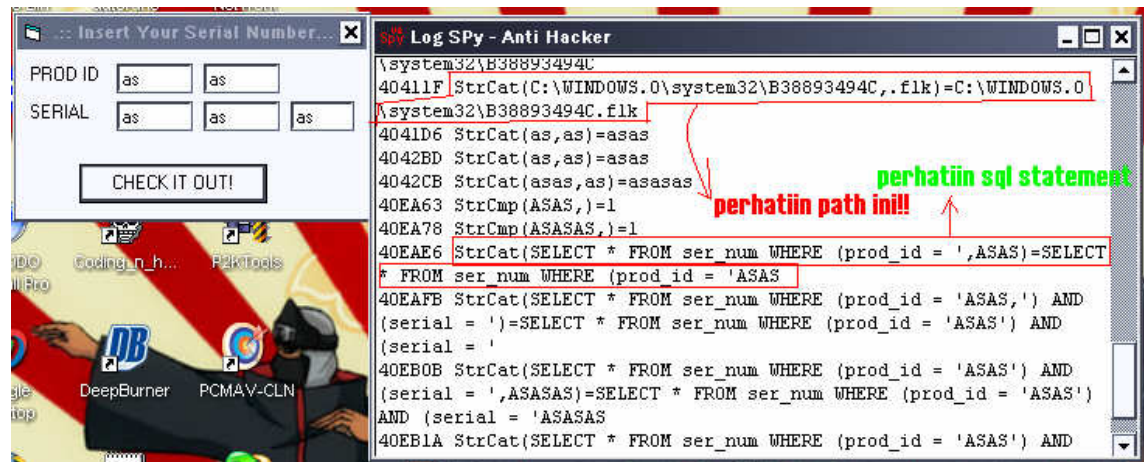 .:: Insert Your Serial Number...
PROD ID as as
SERIAL as as as
CHECK IT OUT!
DeepBurner
PCMAV-CLN
Log SPy - Anti Hacker
\system32\B38893494C
40411F StrCat(C:\WINDOWS.0\system32\B38893494C,.flk)=C:\WINDOWS.0
\system32\B38893494C.flk
4041D6 StrCat(as,as)=asas
4042BD StrCat(as,as)=asas
4042CB StrCat(asas,as)=asasas
perhatiin sql statement
perhatiin path ini!!
40EA63 StrCmp(ASAS,)=1
40EA78 StrCmp(ASASAS,)=1
40EAE6 StrCat(SELECT * FROM ser_num WHERE (prod_id = ',ASAS)=SELECT
* FROM ser_num WHERE (prod_id = 'ASAS
40EAFB StrCat(SELECT * FROM ser_num WHERE (prod_id = 'ASAS,') AND
(serial = ')=SELECT * FROM ser_num WHERE (prod_id = 'ASAS') AND
(serial = '
40EB0B StrCat(SELECT * FROM ser_num WHERE (prod_id = 'ASAS') AND
(serial = ',ASASAS)=SELECT * FROM ser_num WHERE (prod_id = 'ASAS')
AND (serial = 'ASASAS
40EB1A StrCat(SELECT * FROM ser_num WHERE (prod_id = 'ASAS') AND